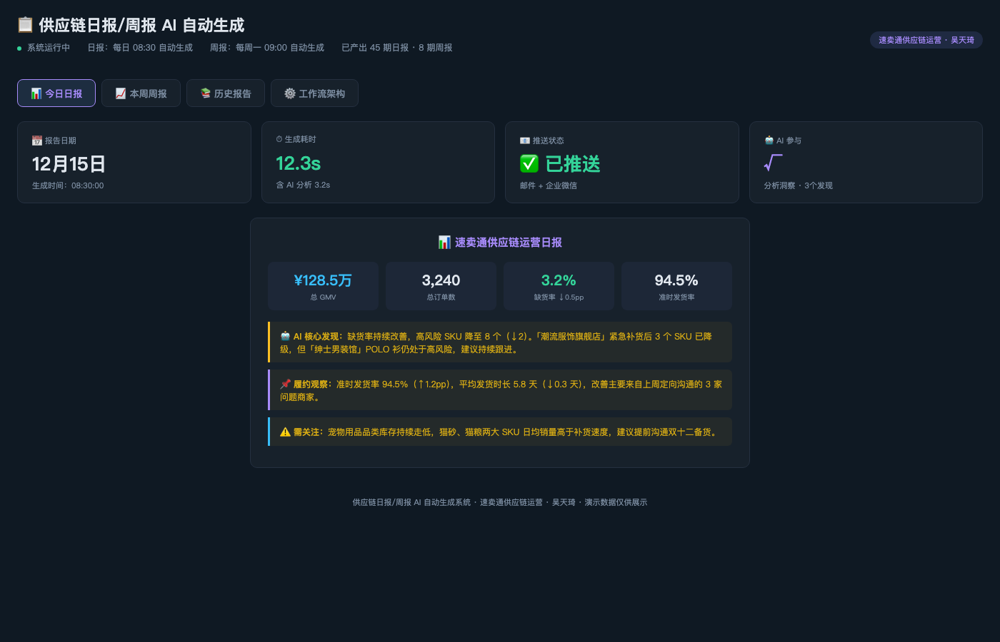 📋 供应链日报/周报 AI 自动生成
系统运行中 日报：每日 08:30 自动生成 周报：每周一 09:00 自动生成 已产出 45 期日报 · 8 期周报
速卖通供应链运营 · 吴天琦
📊 今日日报 📈 本周周报 📚 历史报告 ⚙️ 工作流架构
📅 报告日期
12月15日
生成时间：08:30:00
⏱ 生成耗时
12.3s
含 AI 分析 3.2s
📧 推送状态
✅ 已推送
邮件 + 企业微信
🤖 AI 参与
√
分析洞察 · 3个发现
📊 速卖通供应链运营日报
¥128.5万
总 GMV
3,240
总订单数
3.2%
缺货率 ↓0.5pp
94.5%
准时发货率
🤖 AI 核心发现：缺货率持续改善，高风险 SKU 降至 8 个（↓2）。「潮流服饰旗舰店」紧急补货后 3 个 SKU 已降
级，但「绅士男装馆」POLO 衫仍处于高风险，建议持续跟进。
📌 履约观察：准时发货率 94.5%（↑1.2pp），平均发货时长 5.8 天（↓0.3 天），改善主要来自上周定向沟通的 3 家
问题商家。
⚠️ 需关注：宠物用品品类库存持续走低，猫砂、猫粮两大 SKU 日均销量高于补货速度，建议提前沟通双十二备货。
供应链日报/周报 AI 自动生成系统 · 速卖通供应链运营 · 吴天琦 · 演示数据仅供展示